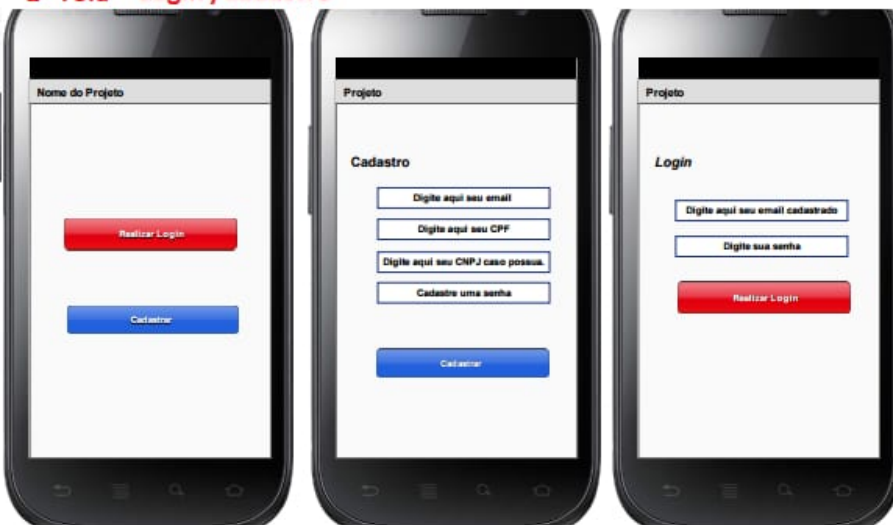 Nome do Projeto
Realizar Login
Cadastrar
Projeto
Cadastro
Digite aqui seu email
Digite aqui seu CPF
Digite aqui seu CNPJ caso possua.
Cadastre uma senha
Cadastrar
Projeto
Login
Digite aqui seu email cadastrado
Digite sua senha
Realizar Login